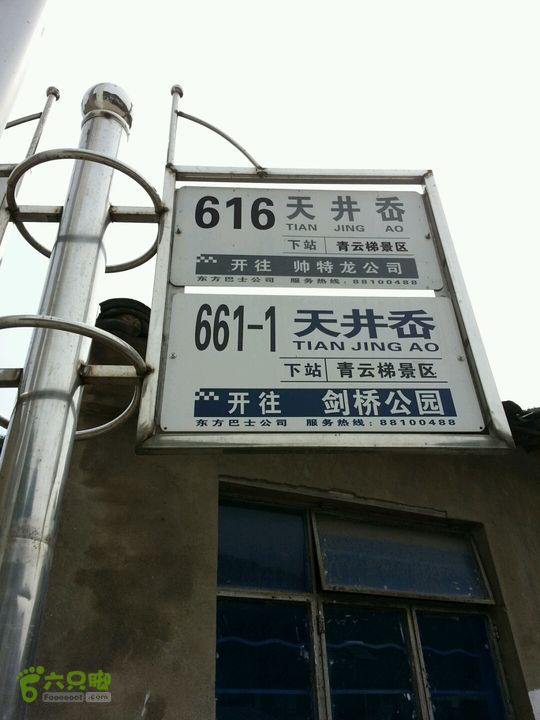 616 天井岙
TIAN JING AO
下站 青云梯景区
开往 帅特龙公司
东方巴士公司 服务热线:88100488
661-1 天井岙
TIAN JING AO
下站 青云梯景区
开往 剑桥公园
东方巴士公司 服务热线:88100488
六只脚
Foooooot.com